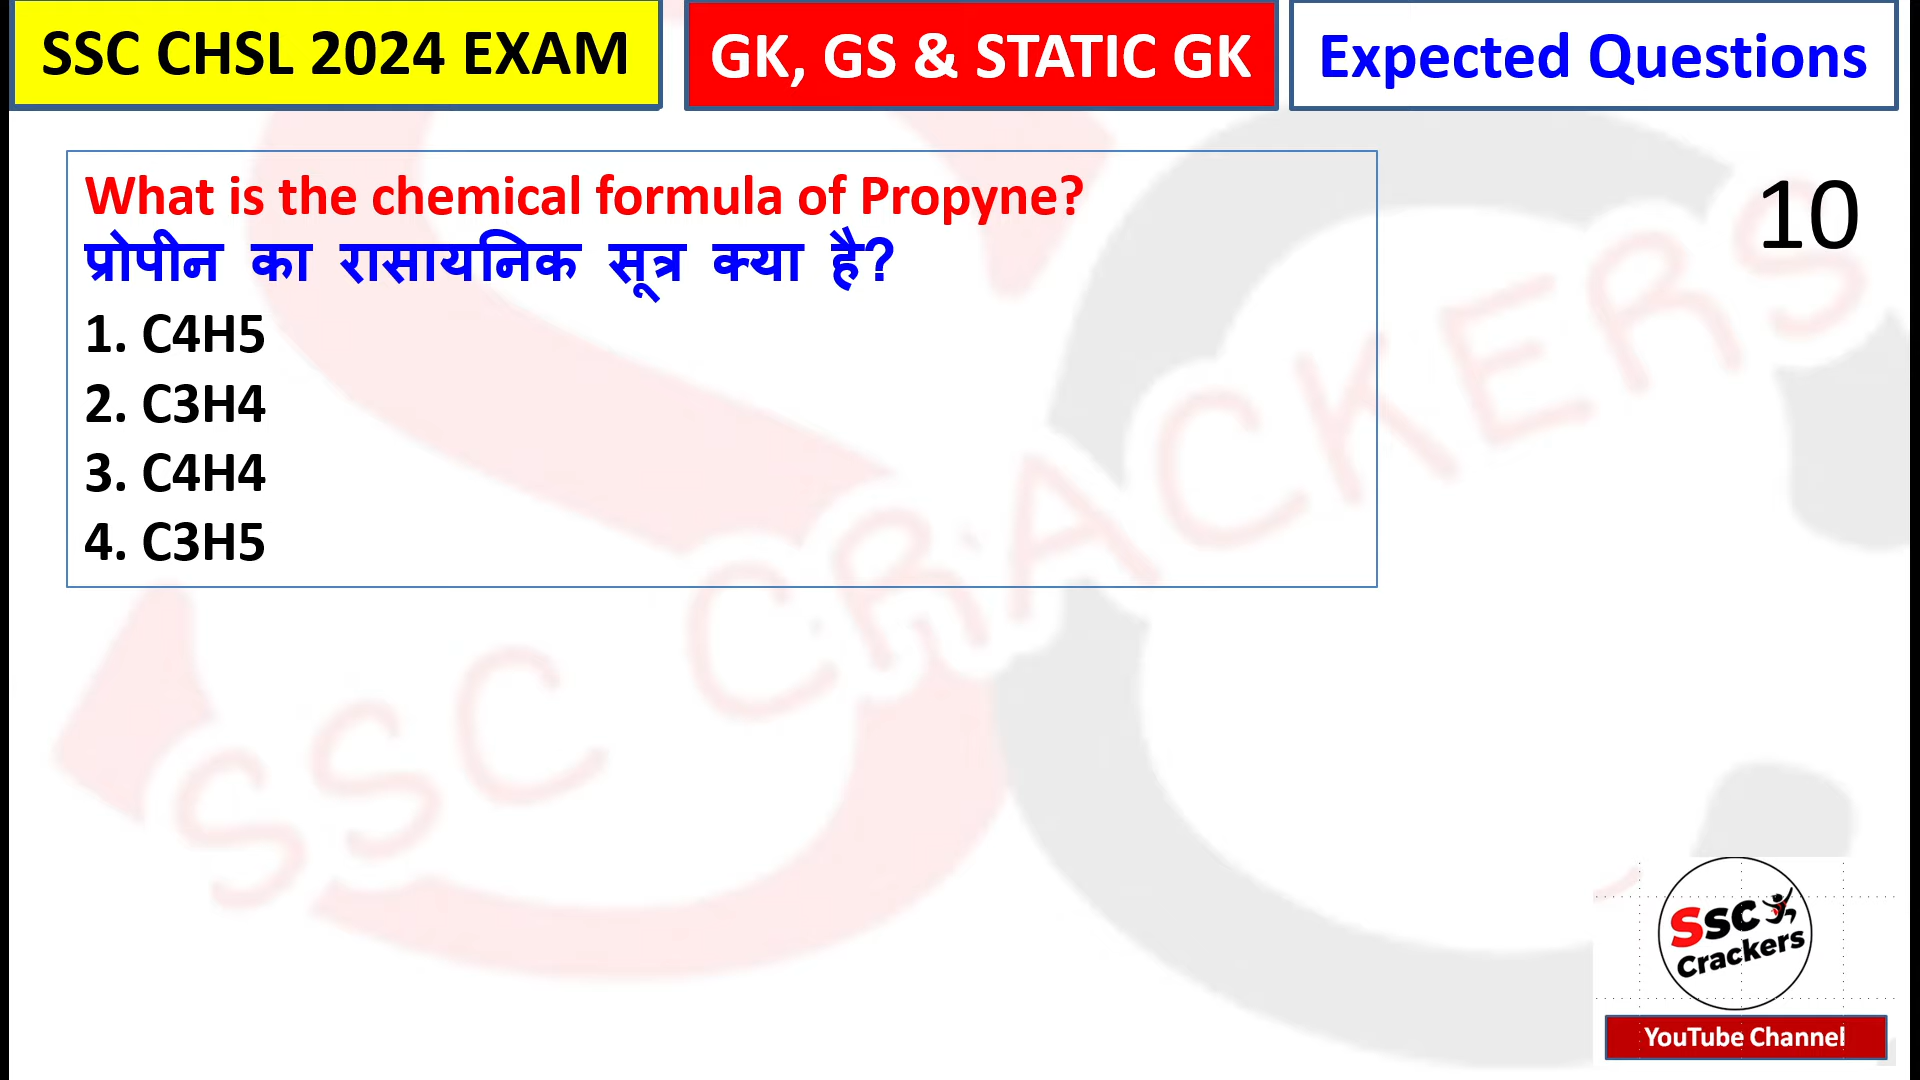 SSC CHSL 2024 EXAM
GK, GS & STATIC GK
Expected Questions
What is the chemical formula of Propyne?
प्रोपीन का रासायनिक सूत्र क्या है?
1. C4H5
2. C3H4
3. C4H4
4. C3H5
10
SSC CRACKERS
SSC
Crackers
YouTube Channel